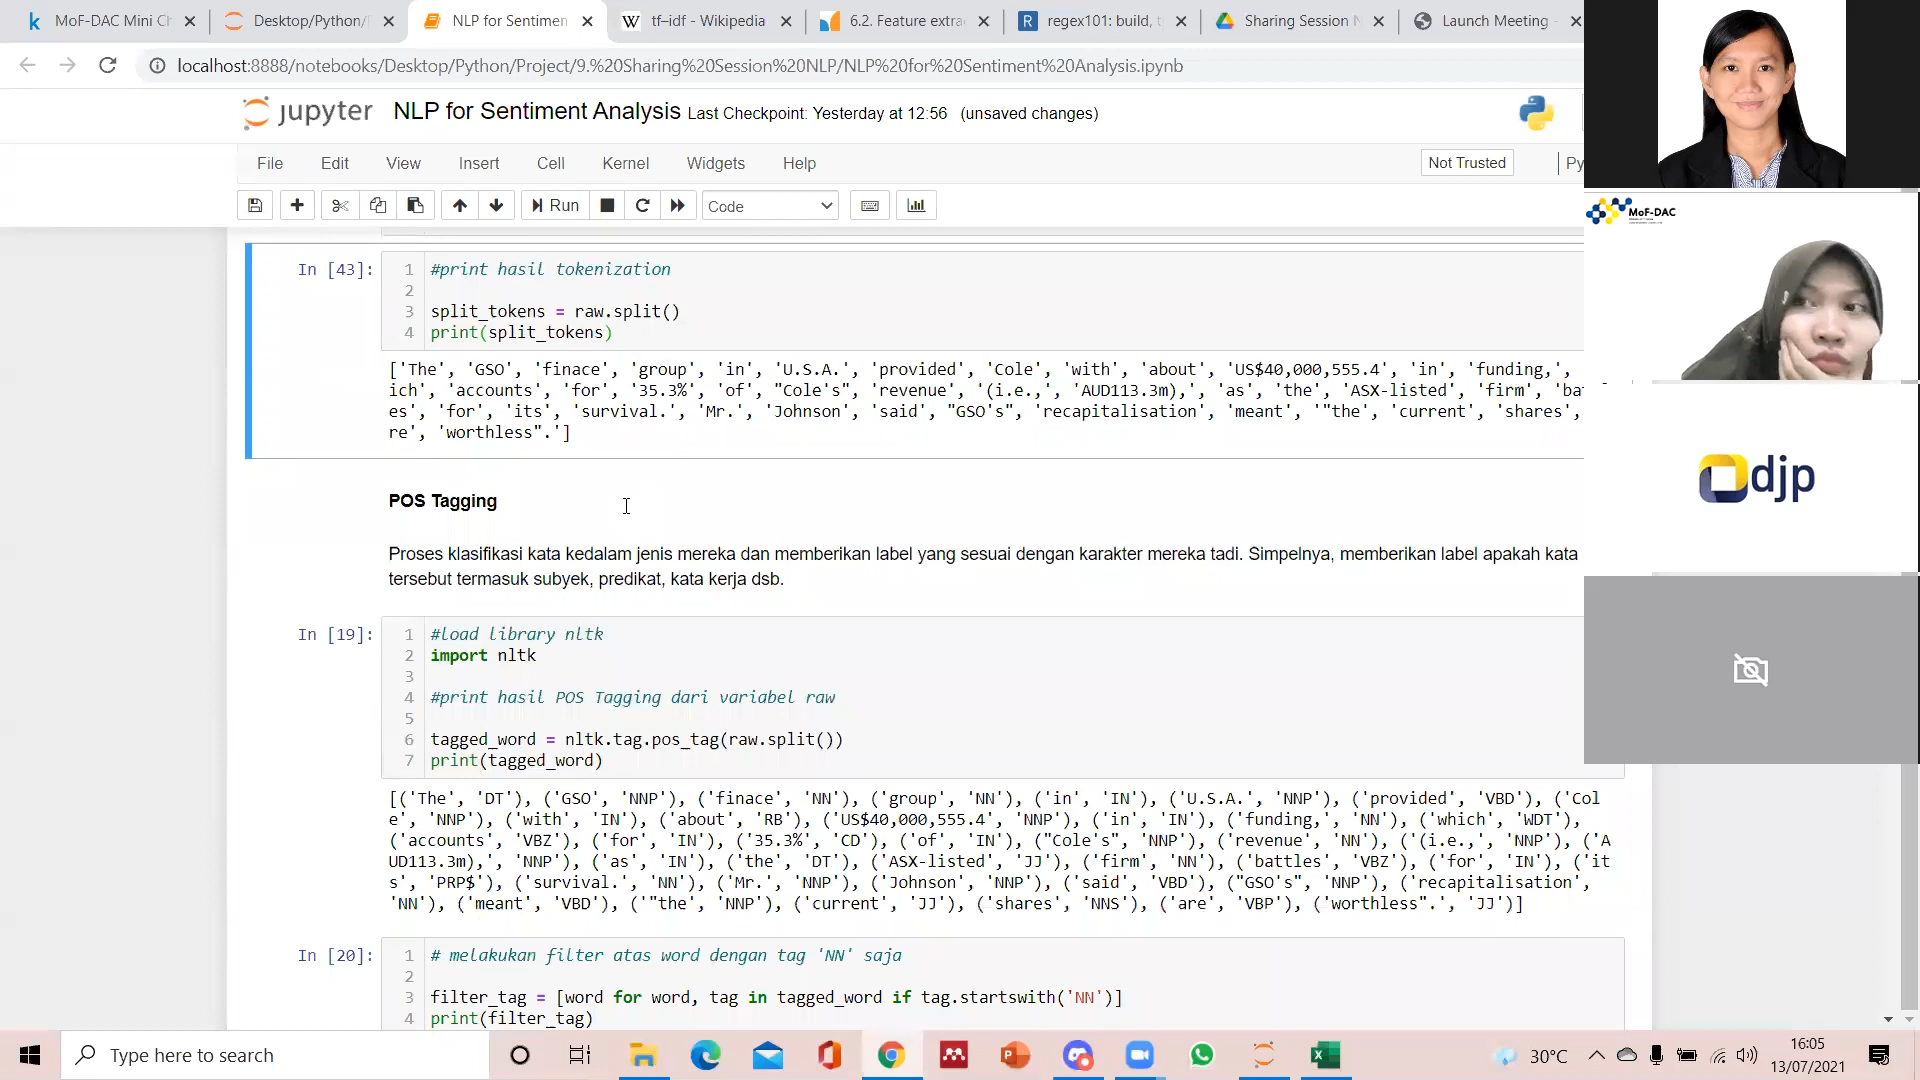 MoF-DAC Mini Ch
Desktop/Python/
NLP for Sentimen
tf–idf - Wikipedia
6.2. Feature extra
regex101: build, t
Sharing Session N
Launch Meeting -
localhost:8888/notebooks/Desktop/Python/Project/9.%20Sharing%20Session%20NLP/NLP%20for%20Sentiment%20Analysis.ipynb
jupyter NLP for Sentiment Analysis Last Checkpoint: Yesterday at 12:56 (unsaved changes)
File Edit View Insert Cell Kernel Widgets Help Not Trusted Py
Run Code
MoF-DAC
In [43]:
1 #print hasil tokenization
2
3 split_tokens = raw.split()
4 print(split_tokens)
['The', 'GSO', 'finace', 'group', 'in', 'U.S.A.', 'provided', 'Cole', 'with', 'about', 'US$40,000,555.4', 'in', 'funding,',
ich', 'accounts', 'for', '35.3%', 'of', "Cole's", 'revenue', '(i.e.,', 'AUD113.3m),', 'as', 'the', 'ASX-listed', 'firm', 'bat
es', 'for', 'its', 'survival.', 'Mr.', 'Johnson', 'said', "GSO's", 'recapitalisation', 'meant', '"the', 'current', 'shares',
re', 'worthless".']
djp
POS Tagging
Proses klasifikasi kata kedalam jenis mereka dan memberikan label yang sesuai dengan karakter mereka tadi. Simpelnya, memberikan label apakah kata
tersebut termasuk subyek, predikat, kata kerja dsb.
In [19]:
1 #load library nltk
2 import nltk
3
4 #print hasil POS Tagging dari variabel raw
5
6 tagged_word = nltk.tag.pos_tag(raw.split())
7 print(tagged_word)
[('The', 'DT'), ('GSO', 'NNP'), ('finace', 'NN'), ('group', 'NN'), ('in', 'IN'), ('U.S.A.', 'NNP'), ('provided', 'VBD'), ('Col
e', 'NNP'), ('with', 'IN'), ('about', 'RB'), ('US$40,000,555.4', 'NNP'), ('in', 'IN'), ('funding,', 'NN'), ('which', 'WDT'),
('accounts', 'VBZ'), ('for', 'IN'), ('35.3%', 'CD'), ('of', 'IN'), ("Cole's", 'NNP'), ('revenue', 'NN'), ('(i.e.,', 'NNP'), ('A
UD113.3m),', 'NNP'), ('as', 'IN'), ('the', 'DT'), ('ASX-listed', 'JJ'), ('firm', 'NN'), ('battles', 'VBZ'), ('for', 'IN'), ('it
s', 'PRP$'), ('survival.', 'NN'), ('Mr.', 'NNP'), ('Johnson', 'NNP'), ('said', 'VBD'), ("GSO's", 'NNP'), ('recapitalisation',
'NN'), ('meant', 'VBD'), ('"the', 'NNP'), ('current', 'JJ'), ('shares', 'NNS'), ('are', 'VBP'), ('worthless".', 'JJ')]
In [20]:
1 # melakukan filter atas word dengan tag 'NN' saja
2
3 filter_tag = [word for word, tag in tagged_word if tag.startswith('NN')]
4 print(filter_tag)
Type here to search
30°C
16:05
13/07/2021